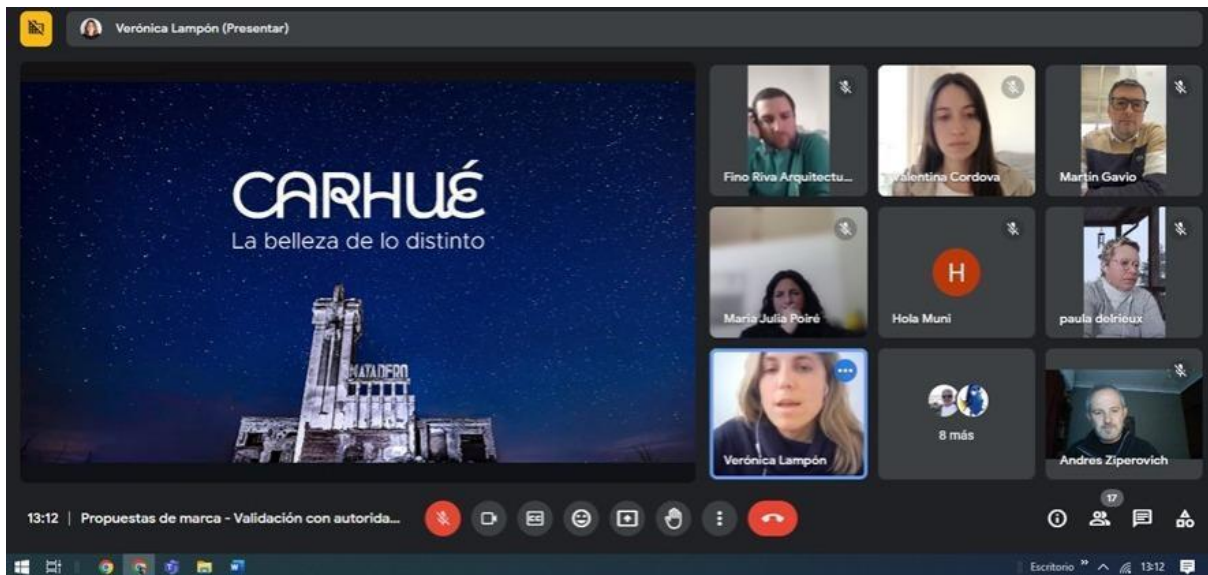 Verónica Lampón (Presentar)
CARHUÉ
La belleza de lo distinto
MATADERO
Fino Riva Arquitectu...
Valentina Cordova
Martin Gavio
Maria Julia Poiré
H
Hola Muni
paula delrieux
Verónica Lampón
8 más
Andres Ziperovich
13:12 | Propuestas de marca - Validación con autorida...
17
Escritorio
13:12